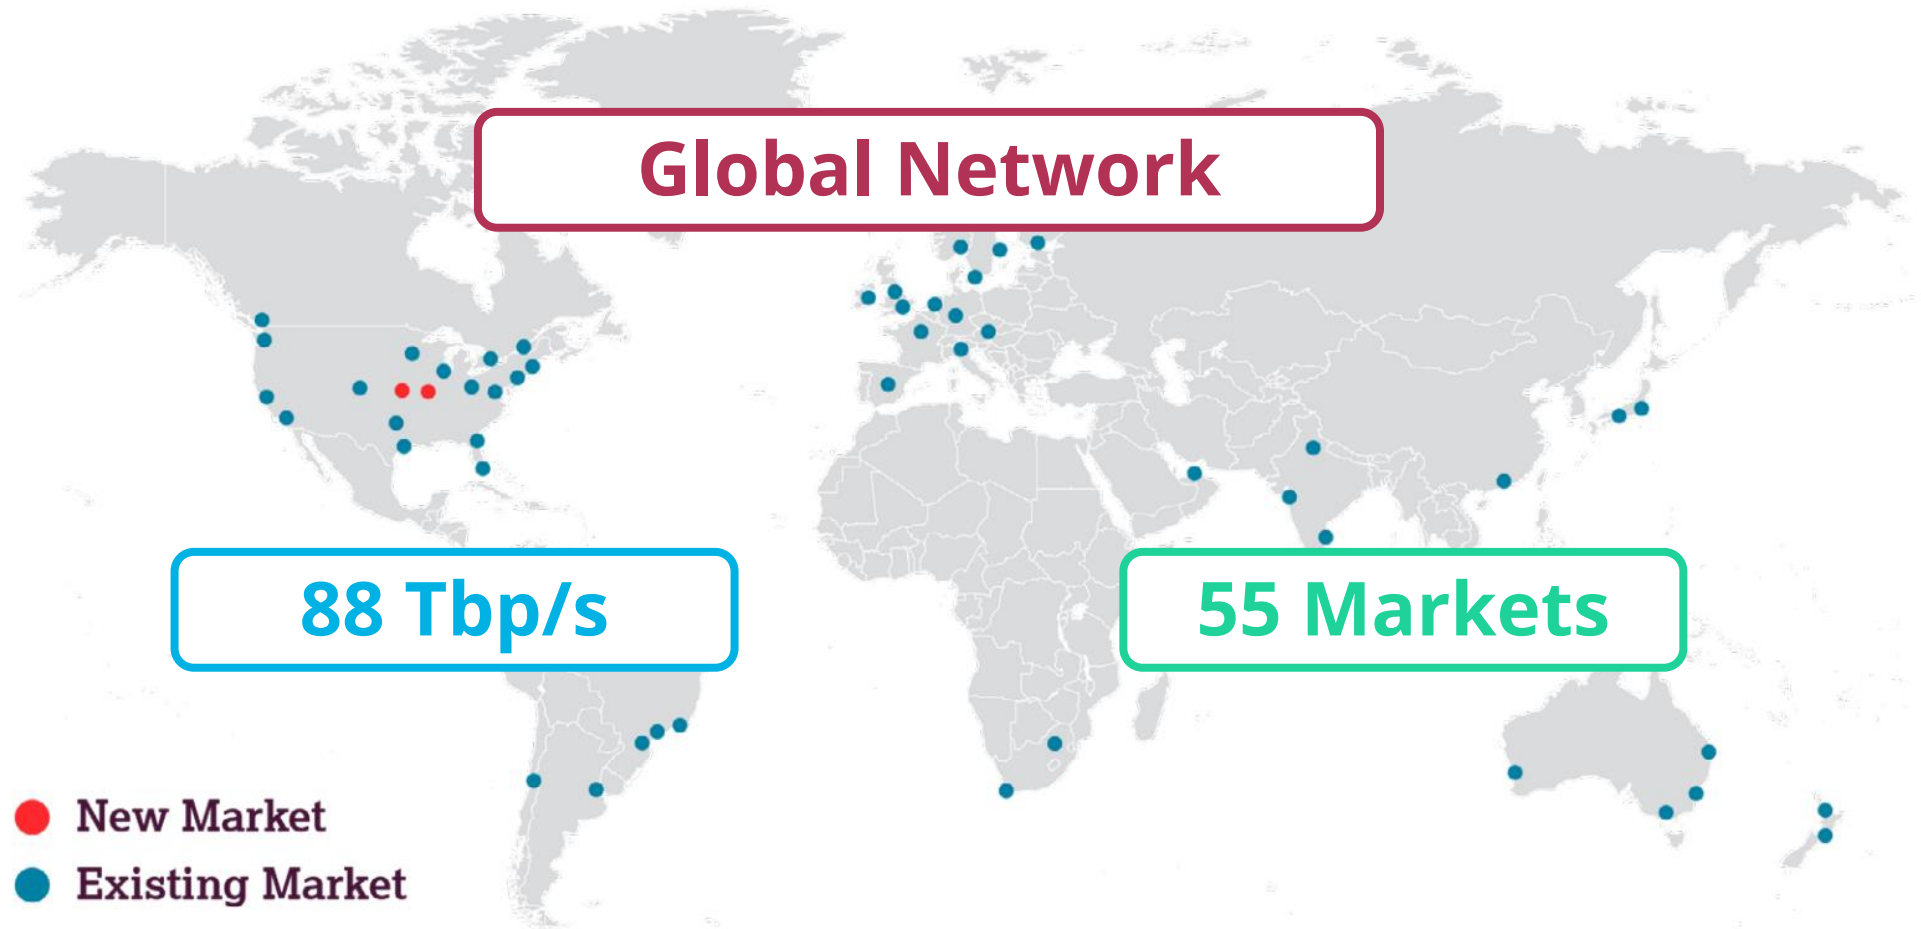 Global Network
88 Tbp/s
55 Markets
New Market
Existing Market